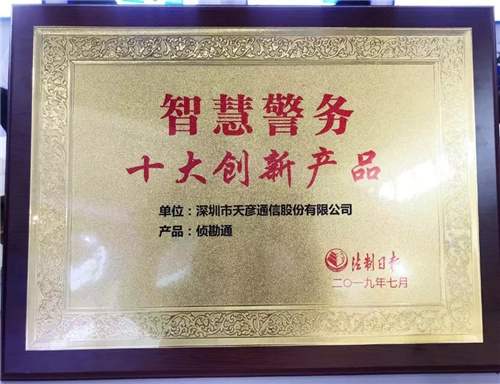 智慧警务
十大创新产品
单位：深圳市天彦通信股份有限公司
产品：侦勘通
法制日报
二〇一九年七月